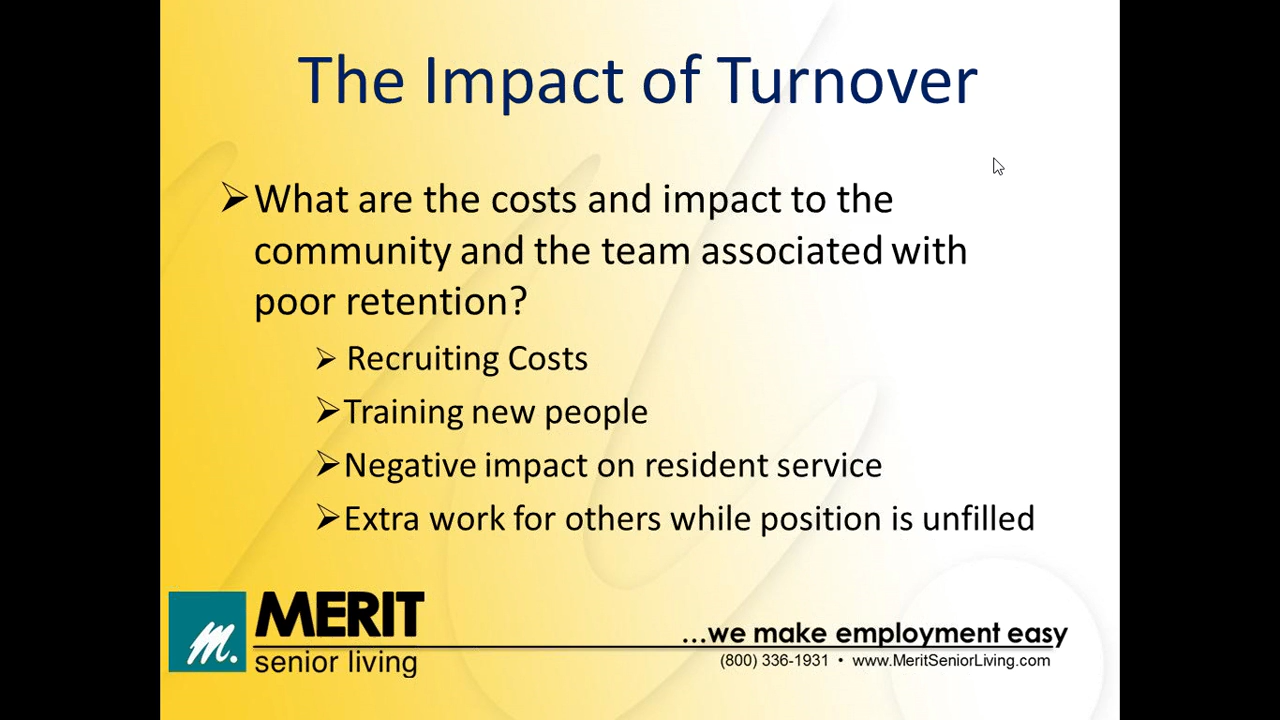 The Impact of Turnover
➢What are the costs and impact to the
community and the team associated with
poor retention?
➢ Recruiting Costs
➢Training new people
➢Negative impact on resident service
➢Extra work for others while position is unfilled
m.
MERIT
senior living
...we make employment easy
(800) 336-1931 • www.MeritSeniorLiving.com